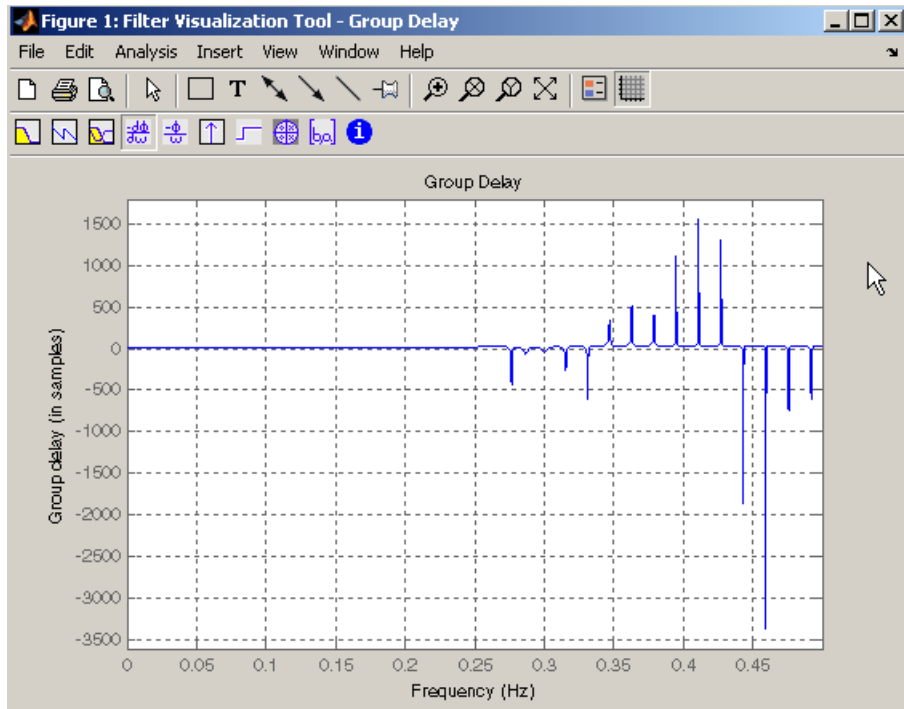 Figure 1: Filter Visualization Tool - Group Delay
File Edit Analysis Insert View Window Help
T
-dϕ
dω
-ϕ
ω
[b,a]
i
Group Delay
1500
1000
500
0
-500
-1000
-1500
-2000
-2500
-3000
-3500
Group delay (in samples)
0 0.05 0.1 0.15 0.2 0.25 0.3 0.35 0.4 0.45
Frequency (Hz)